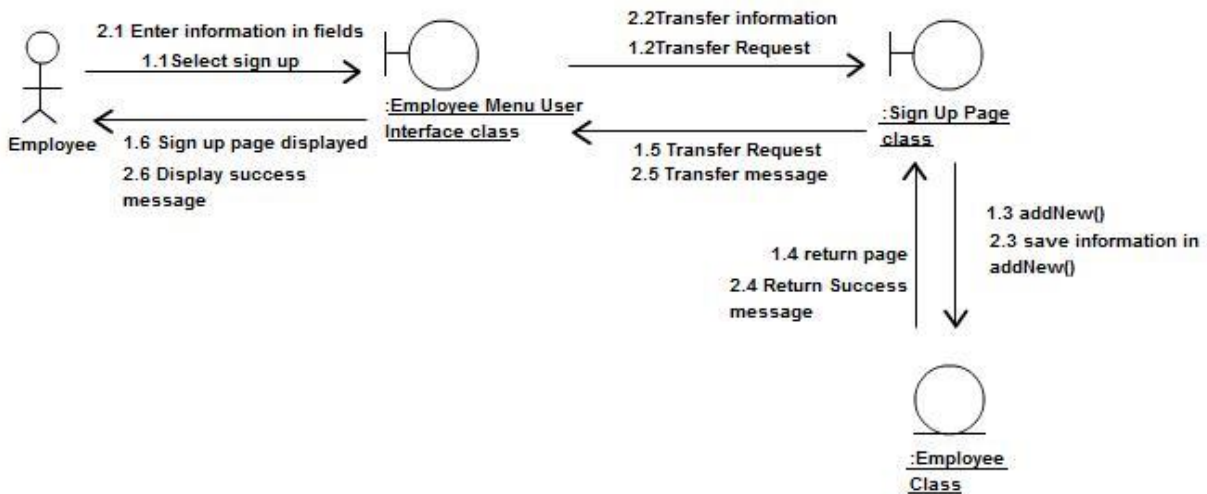 2.1 Enter information in fields
1.1Select sign up
2.2Transfer information
1.2Transfer Request
:Employee Menu User
Interface class
:Sign Up Page
class
Employee
1.6 Sign up page displayed
2.6 Display success
message
1.5 Transfer Request
2.5 Transfer message
1.3 addNew()
2.3 save information in
addNew()
1.4 return page
2.4 Return Success
message
:Employee
Class